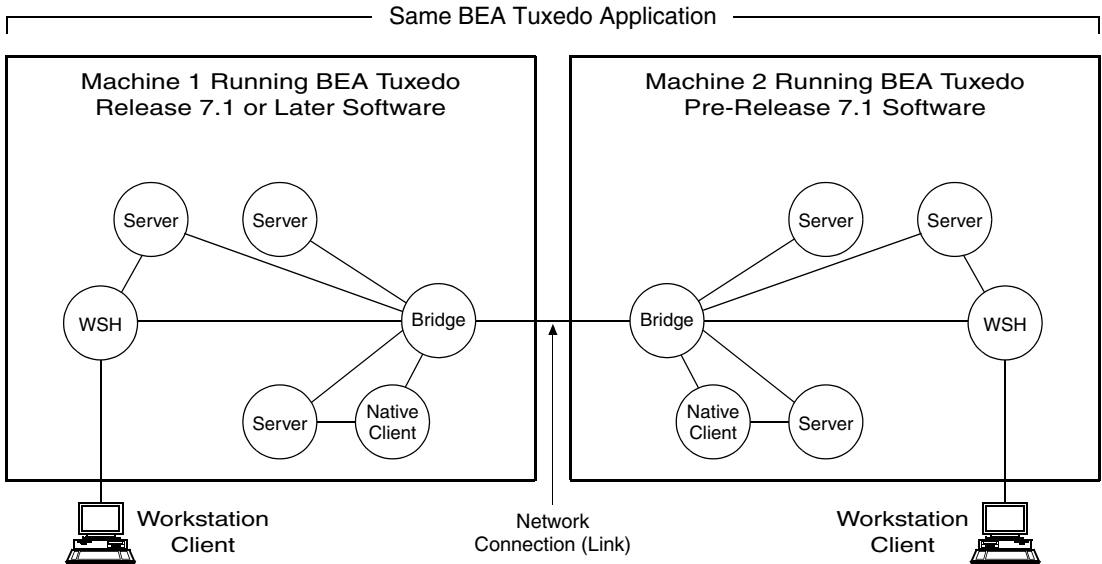 Same BEA Tuxedo Application
Machine 1 Running BEA Tuxedo
Release 7.1 or Later Software
Machine 2 Running BEA Tuxedo
Pre-Release 7.1 Software
Server
Server
Server
Server
WSH
Bridge
Bridge
WSH
Server
Native
Client
Native
Client
Server
Workstation
Client
Network
Connection (Link)
Workstation
Client